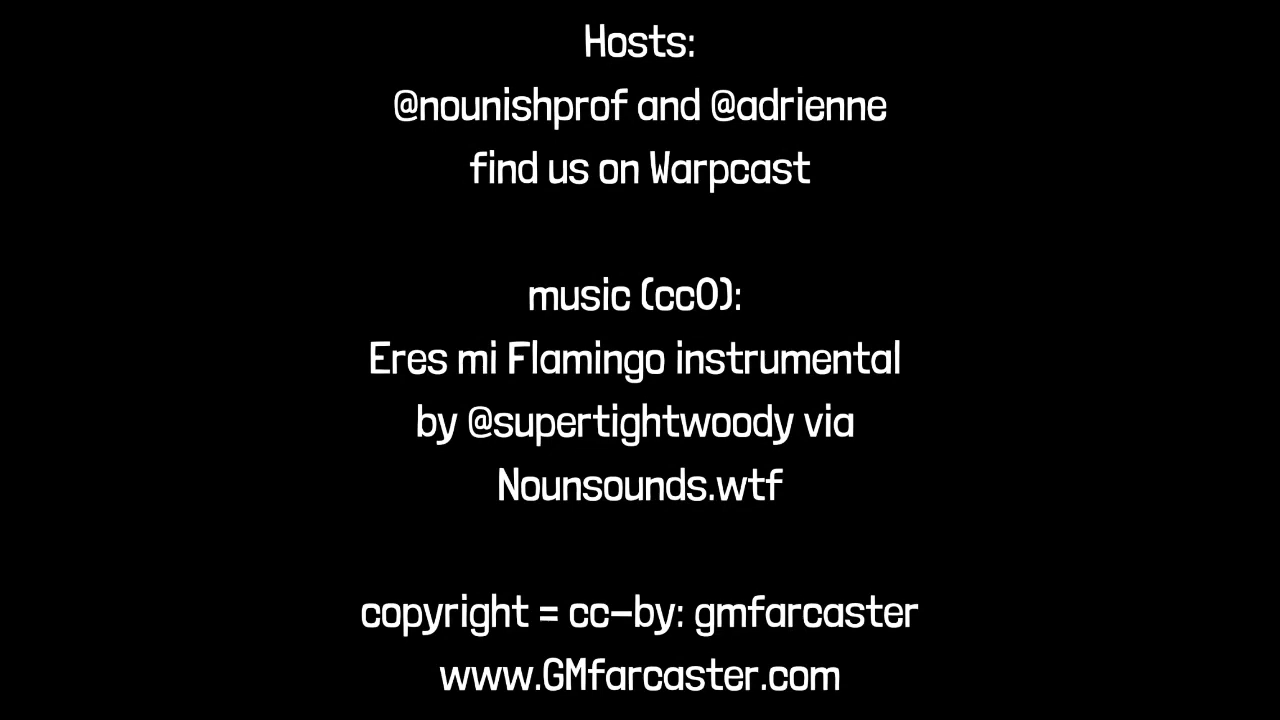 Hosts:
@nounishprof and @adrienne
find us on Warpcast
music (cc0):
Eres mi Flamingo instrumental
by @supertightwoody via
Nounsounds.wtf
copyright = cc-by: gmfarcaster
www.GMfarcaster.com